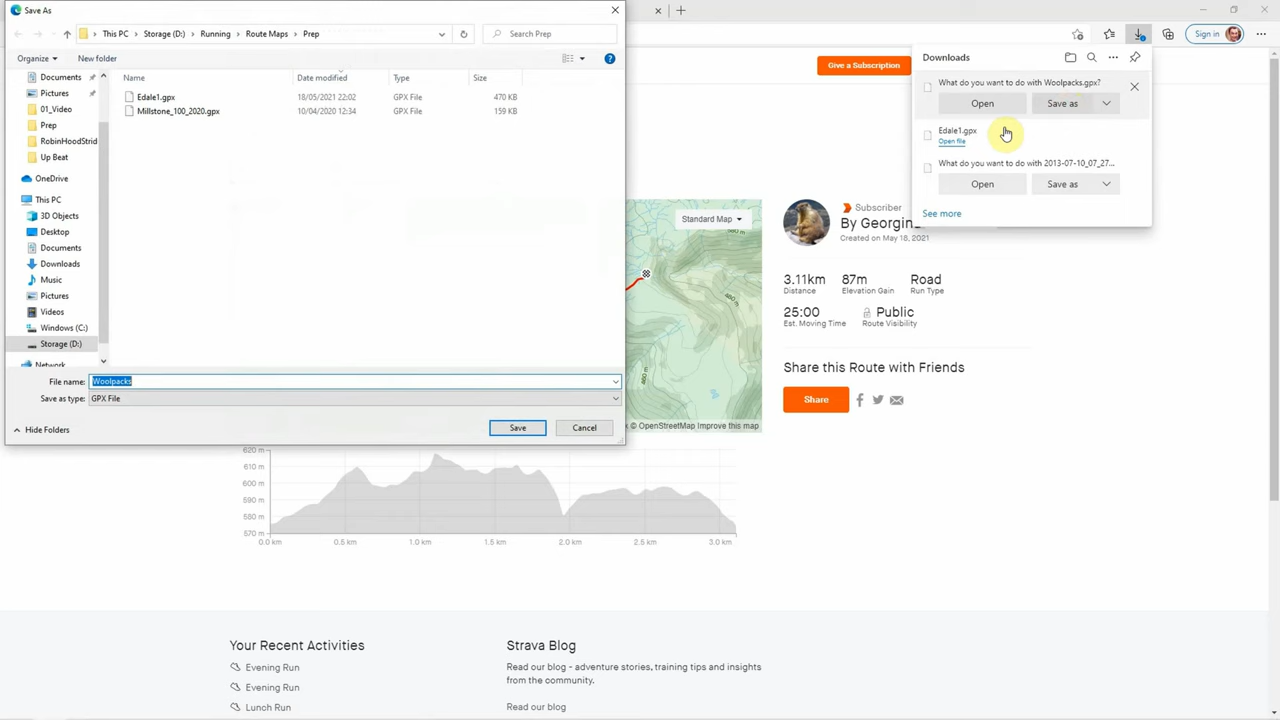 Save As
This PC
Storage (D:)
Running
Route Maps
Prep
Search Prep
Organize
New folder
Name
Date modified
Type
Size
Edale1.gpx
18/05/2021 22:02
GPX File
470 KB
Millstone_100_2020.gpx
10/04/2020 12:34
GPX File
159 KB
Documents
Pictures
01_Video
Prep
RobinHoodStrid
Up Beat
OneDrive
This PC
3D Objects
Desktop
Documents
Downloads
Music
Pictures
Videos
Windows (C:)
Storage (D:)
Network
File name:
Woolpacks
Save as type:
GPX File
Hide Folders
Save
Cancel
Sign in
Give a Subscription
Downloads
What do you want to do with Woolpacks.gpx?
Open
Save as
Edale1.gpx
Open file
What do you want to do with 2013-07-10_07_27...
Open
Save as
See more
Standard Map
460 m
460 m
© OpenStreetMap Improve this map
Subscriber
By Georgin
Created on May 18, 2021
3.11km
87m
Road
Distance
Elevation Gain
Run Type
25:00
Public
Est. Moving Time
Route Visibility
Share this Route with Friends
Share
620 m
610 m
600 m
590 m
580 m
570 m
0.0 km
0.5 km
1.0 km
1.5 km
2.0 km
2.5 km
3.0 km
Your Recent Activities
Evening Run
Evening Run
Lunch Run
Strava Blog
Read our blog - adventure stories, training tips and insights
from the community.
Read our blog